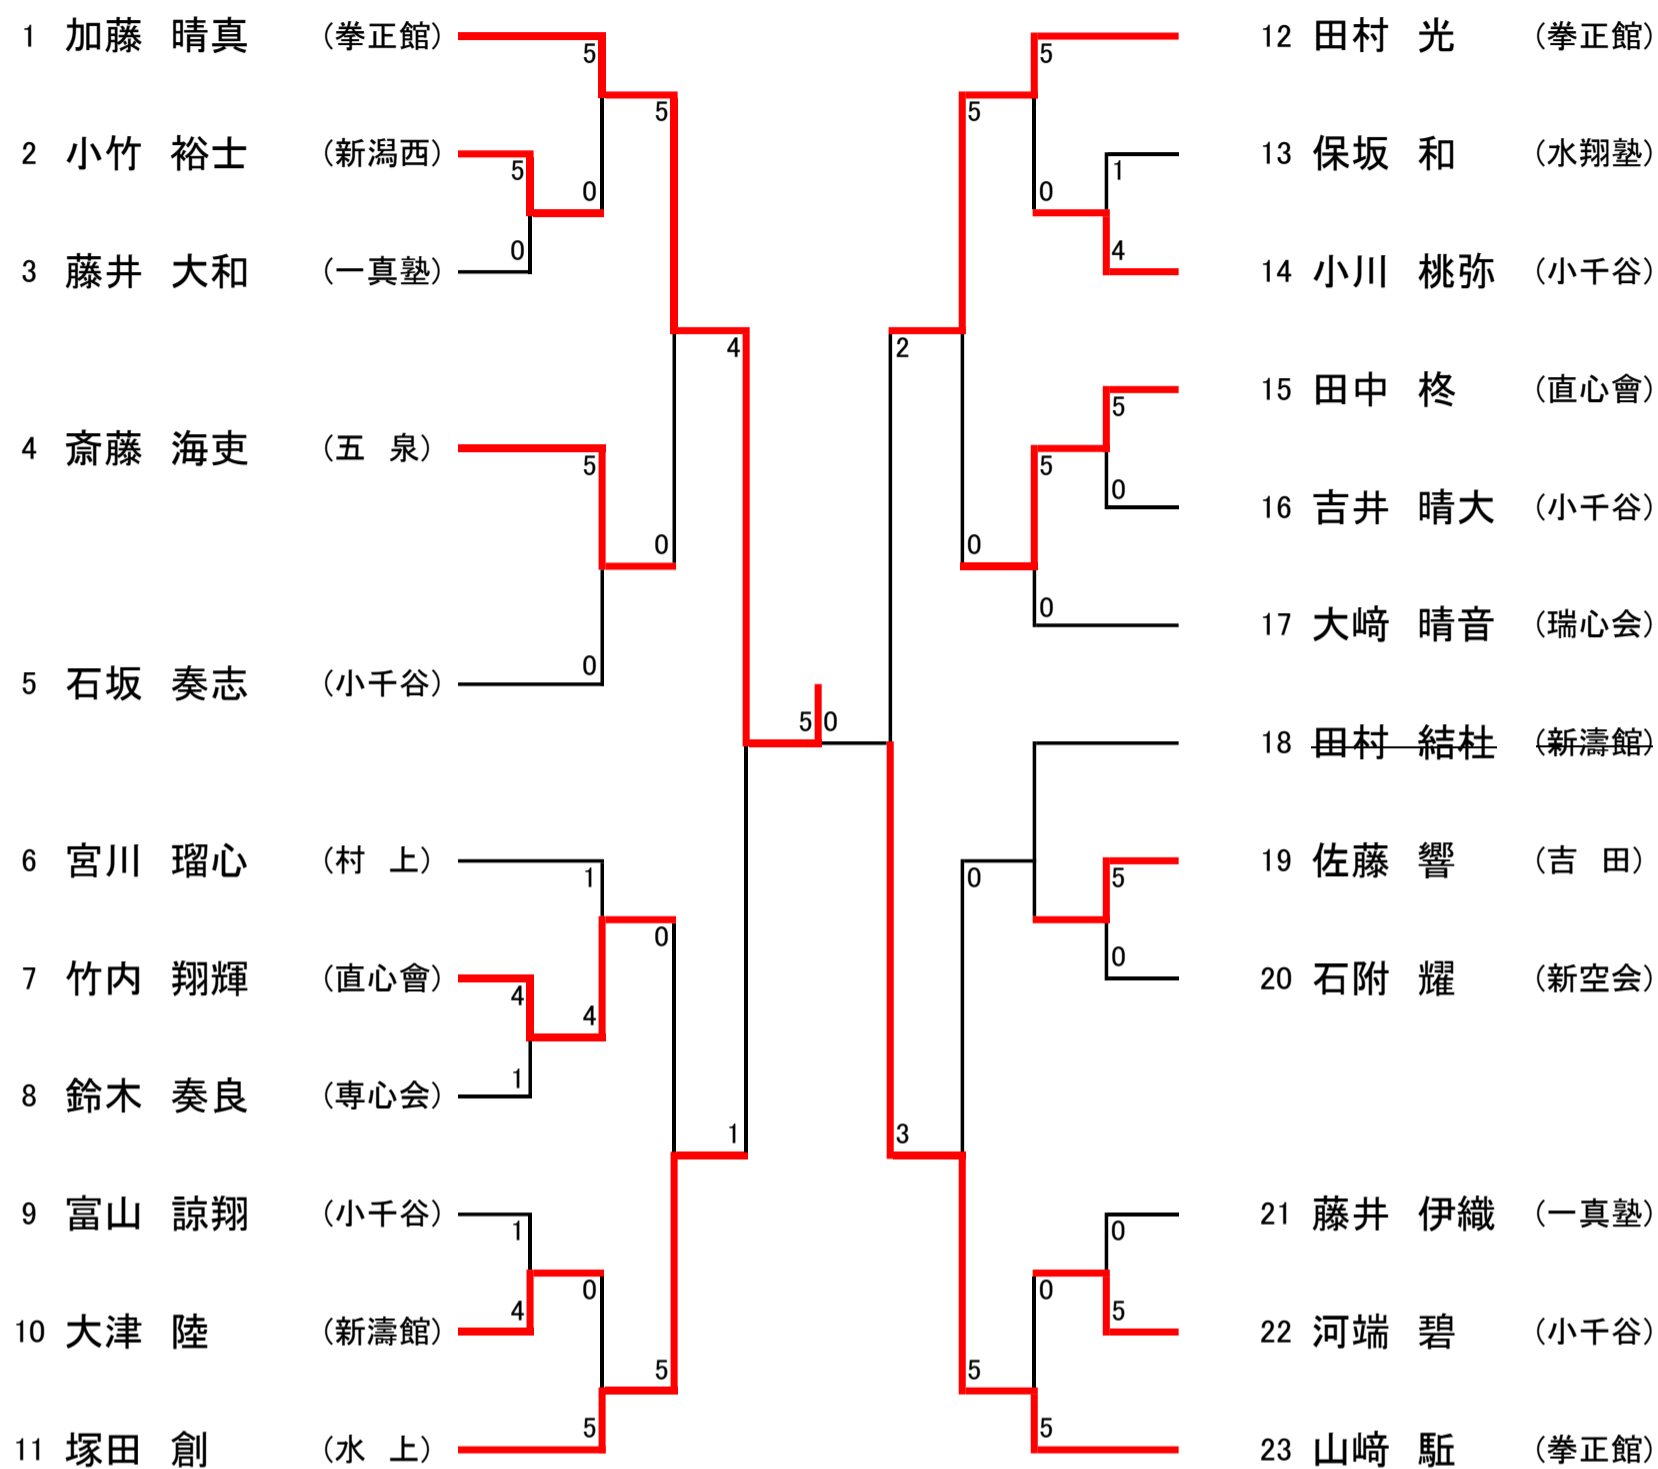 1 加藤 晴真 (拳正館)
5
5
2 小竹 裕士 (新潟西)
5
0
3 藤井 大和 (一真塾)
0
4
4 斎藤 海吏 (五 泉)
5
0
5 石坂 奏志 (小千谷)
0
6 宮川 瑠心 (村 上)
1
0
7 竹内 翔輝 (直心會)
4
4
8 鈴木 奏良 (専心会)
1
1
9 富山 諒翔 (小千谷)
1
0
10 大津 陸 (新濤館)
4
5
11 塚田 創 (水 上)
5
5 0
12 田村 光 (拳正館)
5
5
13 保坂 和 (水翔塾)
1
0
14 小川 桃弥 (小千谷)
4
2
15 田中 柊 (直心會)
5
5
16 吉井 晴大 (小千谷)
0
0
17 大﨑 晴音 (瑞心会)
0
18 田村 結杜 (新濤館)
19 佐藤 響 (吉 田)
5
0
20 石附 耀 (新空会)
0
3
21 藤井 伊織 (一真塾)
0
0
22 河端 碧 (小千谷)
5
5
23 山﨑 駈 (拳正館)
5